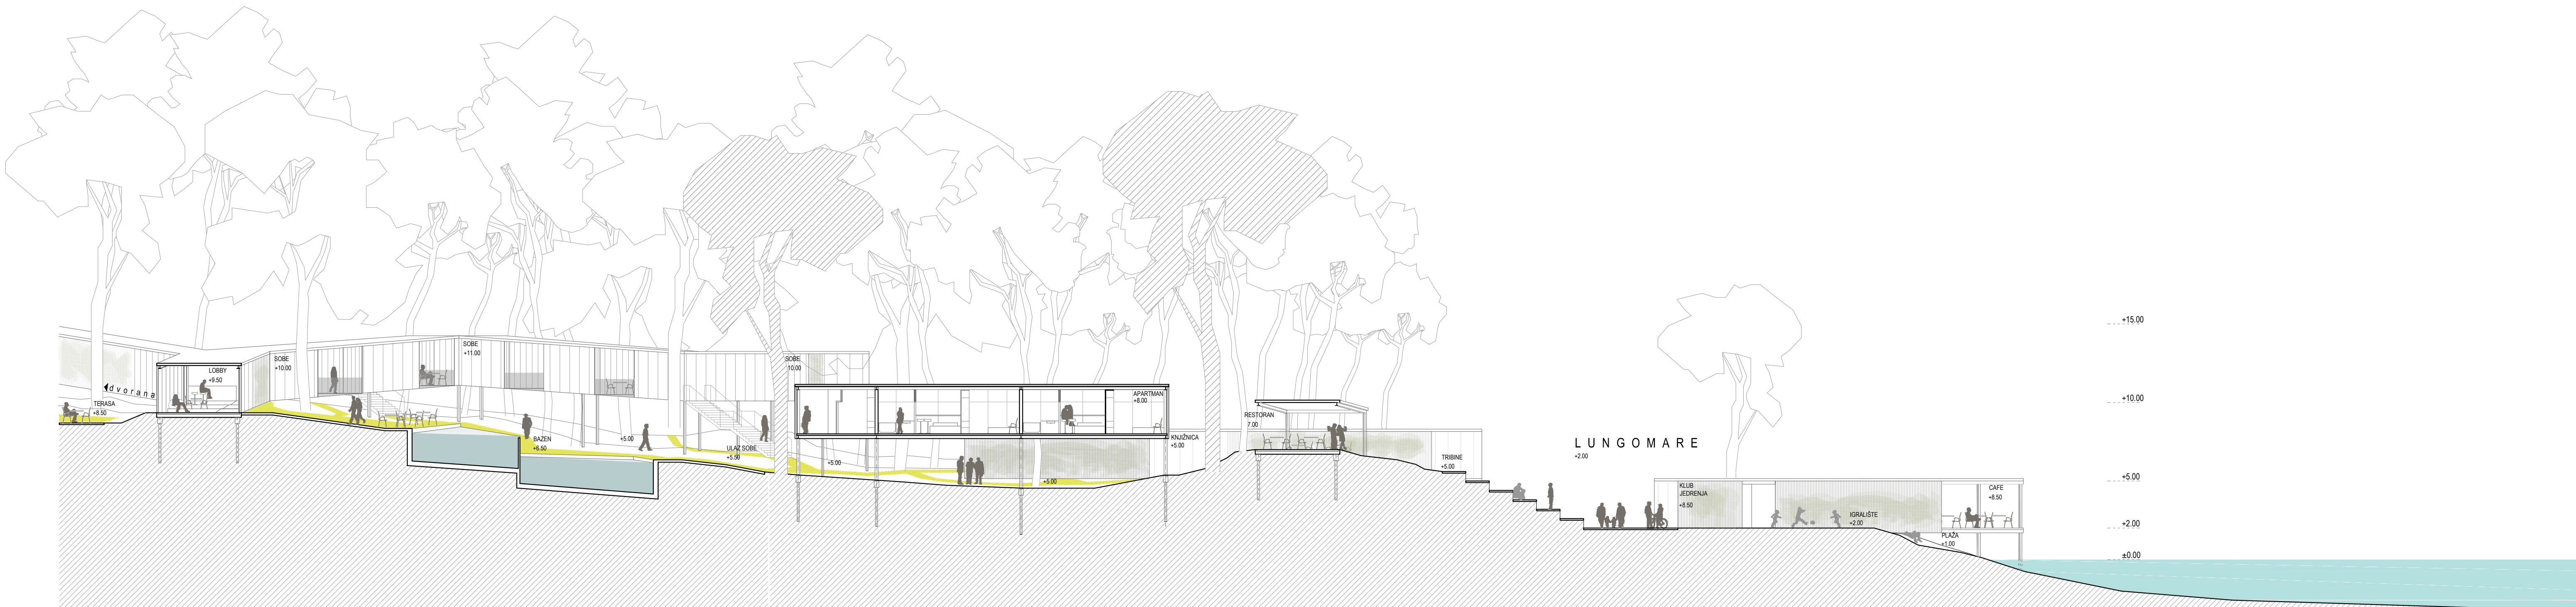 TERASA
+8.50
dvorana
LOBBY
+9.50
SOBE
+10.00
SOBE
+11.00
BAŽEN
+6.50
+5.00
ULAZ SOBE
+5.50
SOBE
10.00
+5.00
APARTMAN
+8.00
+5.00
KNJIŽNICA
+5.00
RESTORAN
7.00
TRIBINE
+5.00
LUNGOMARE
+2.00
KLUB
JEDRENJA
+8.50
IGRALIŠTE
+2.00
PLAŽA
+1.00
CAFE
+8.50
+15.00
+10.00
+5.00
+2.00
±0.00